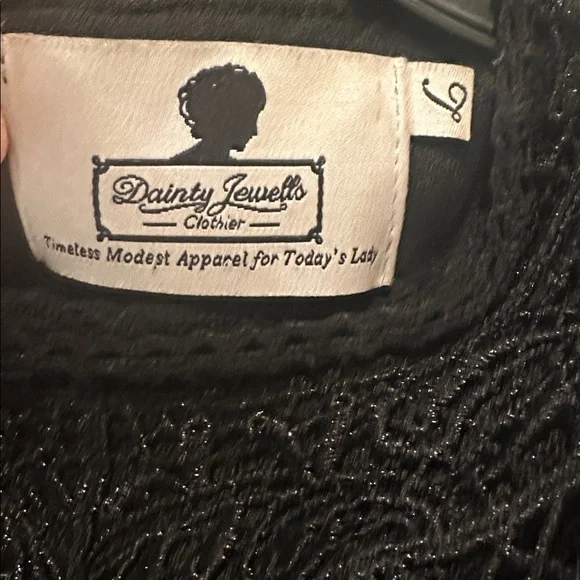 Dainty Jewells
Clothier
Timeless Modest Apparel for Today's Lady
L